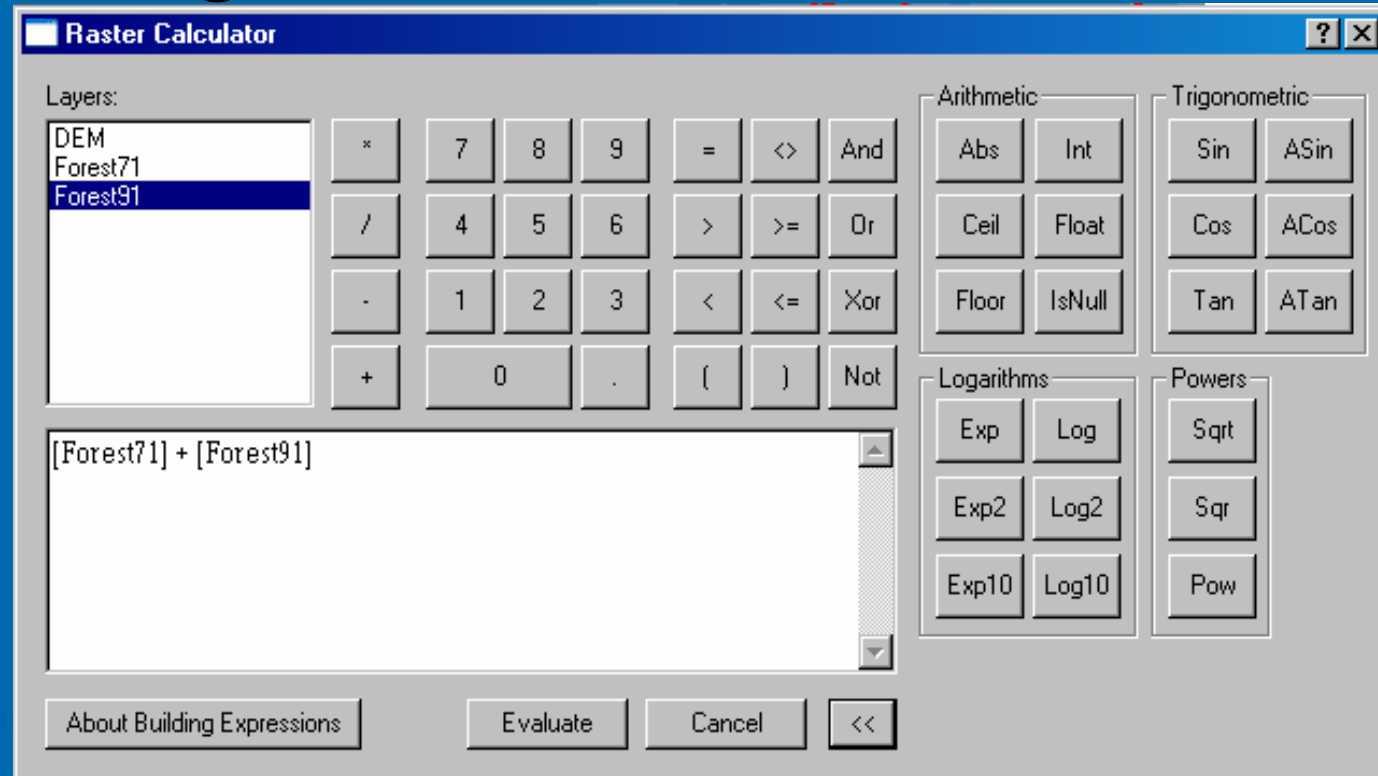 Raster Calculator ? ×
Layers:
DEM
Forest71
Forest91
* 7 8 9 = <> And
/ 4 5 6 > >= Or
- 1 2 3 < <= Xor
+ 0 . ( ) Not
Arithmetic
Abs Int
Ceil Float
Floor IsNull
Trigonometric
Sin ASin
Cos ACos
Tan ATan
Logarithms
Exp Log
Exp2 Log2
Exp10 Log10
Powers
Sqrt
Sqr
Pow
[Forest71] + [Forest91]
About Building Expressions Evaluate Cancel <<